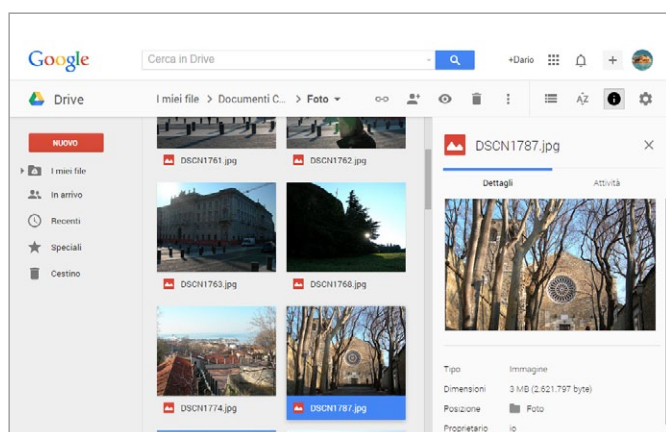 Google
Cerca in Drive
+Dario
Drive
I miei file > Documenti C... > Foto
AZ
NUOVO
I miei file
In arrivo
Recenti
Speciali
Cestino
DSCN1761.jpg
DSCN1762.jpg
DSCN1763.jpg
DSCN1768.jpg
DSCN1774.jpg
DSCN1787.jpg
DSCN1787.jpg
Dettagli
Attività
Tipo Immagine
Dimensioni 3 MB (2.621.797 byte)
Posizione Foto
Proprietario io